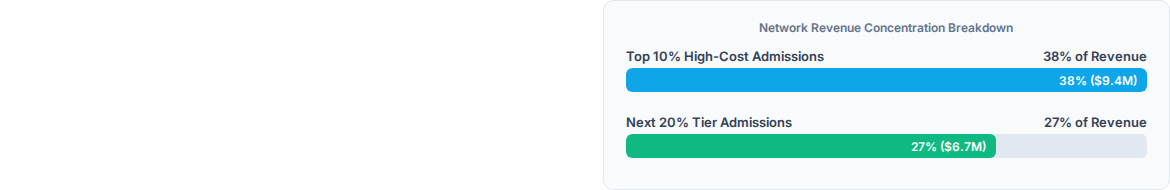 Network Revenue Concentration Breakdown
Top 10% High-Cost Admissions 38% of Revenue
38% ($9.4M)
Next 20% Tier Admissions 27% of Revenue
27% ($6.7M)